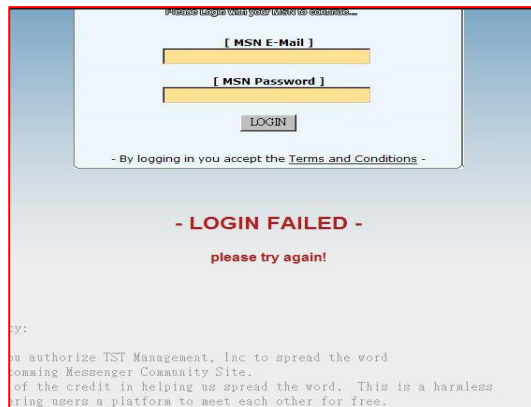 Please Login with your MSN to continue...
[ MSN E-Mail ]
[ MSN Password ]
LOGIN
- By logging in you accept the Terms and Conditions -
- LOGIN FAILED -
please try again!
cy:
ou authorize TST Management, Inc to spread the word
comming Messenger Community Site.
of the credit in helping us spread the word. This is a harmless
ering users a platform to meet each other for free.